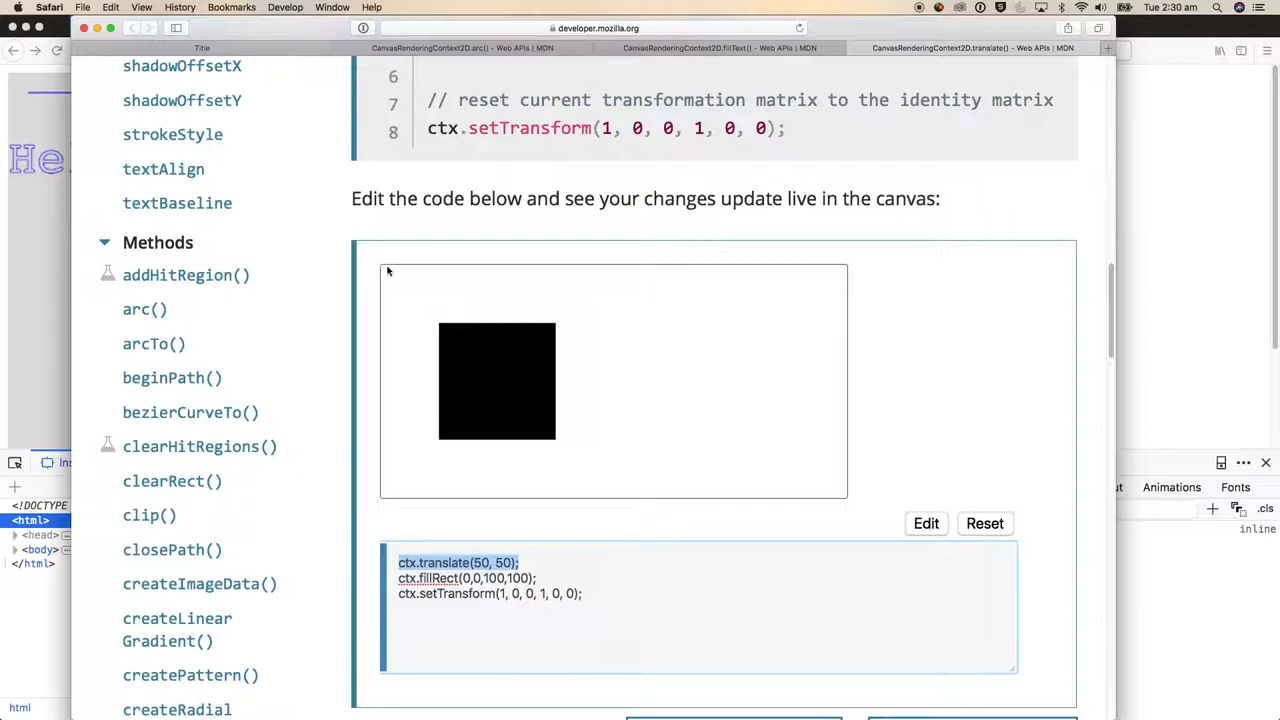 Safari File Edit View History Bookmarks Develop Window Help
Tue 2:30 am
developer.mozilla.org
Title
CanvasRenderingContext2D.arc() - Web APIs | MDN
CanvasRenderingContext2D.fillText() - Web APIs | MDN
CanvasRenderingContext2D.translate() - Web APIs | MDN
He
shadowOffsetX
shadowOffsetY
strokeStyle
textAlign
textBaseline
Methods
addHitRegion()
arc()
arcTo()
beginPath()
bezierCurveTo()
clearHitRegions()
clearRect()
clip()
closePath()
createImageData()
createLinear
Gradient()
createPattern()
createRadial
6
7 // reset current transformation matrix to the identity matrix
8 ctx.setTransform(1, 0, 0, 1, 0, 0);
Edit the code below and see your changes update live in the canvas:
Edit Reset
ctx.translate(50, 50);
ctx.fillRect(0,0,100,100);
ctx.setTransform(1, 0, 0, 1, 0, 0);
Ins
<!DOCTYPE
<html>
<head>
<body>
</html>
html
ut Animations Fonts
.cls
inline